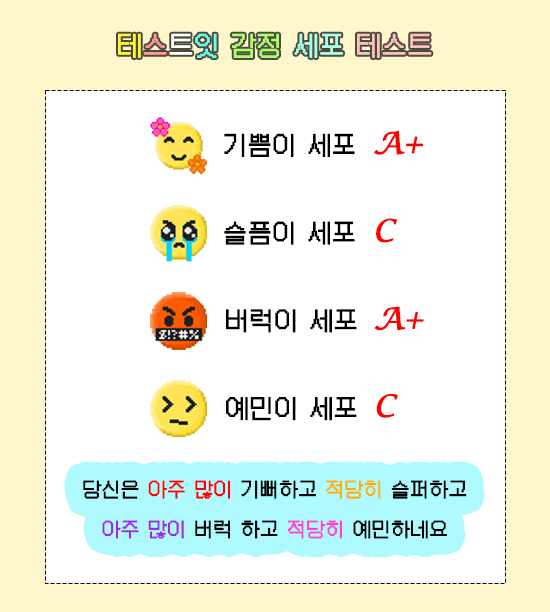 테스트잇 감정 세포 테스트
기쁨이 세포 A+
슬픔이 세포 C
$!?#%
버럭이 세포 A+
예민이 세포 C
당신은 아주 많이 기뻐하고 적당히 슬퍼하고
아주 많이 버럭 하고 적당히 예민하네요